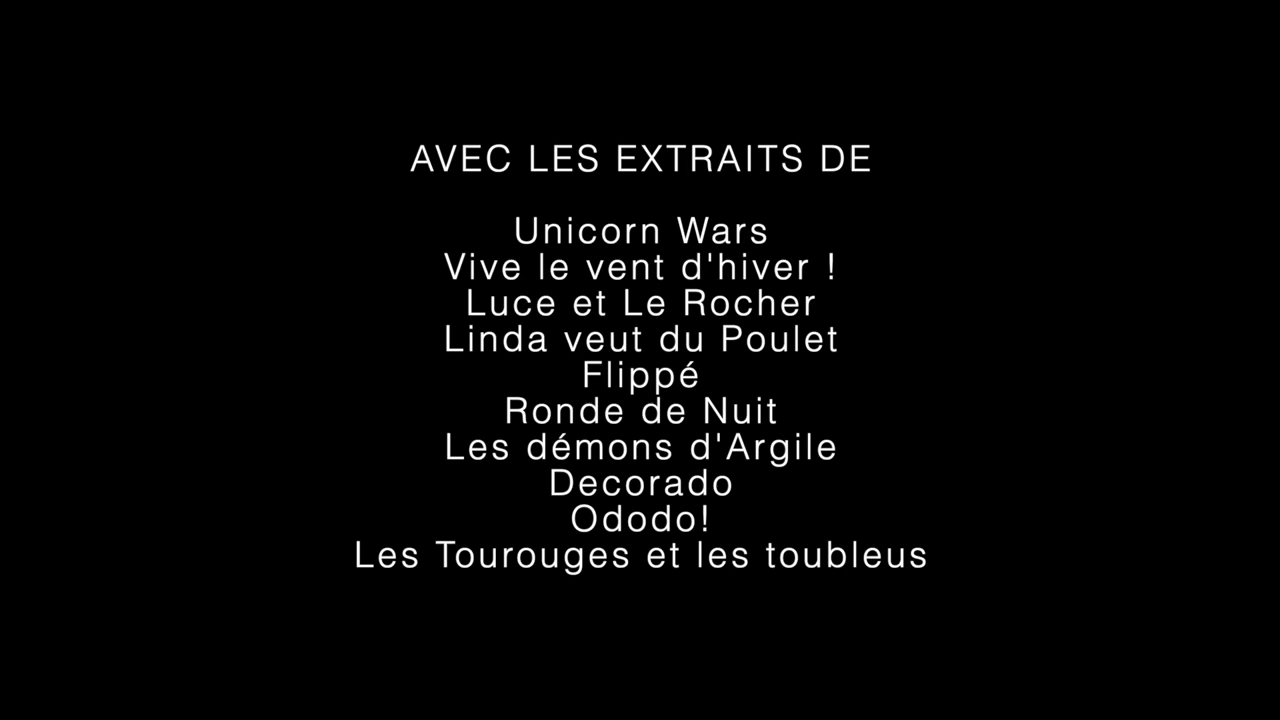 AVEC LES EXTRAITS DE
Unicorn Wars
Vive le vent d'hiver !
Luce et Le Rocher
Linda veut du Poulet
Flippé
Ronde de Nuit
Les démons d'Argile
Decorado
Ododo!
Les Tourouges et les toubleus